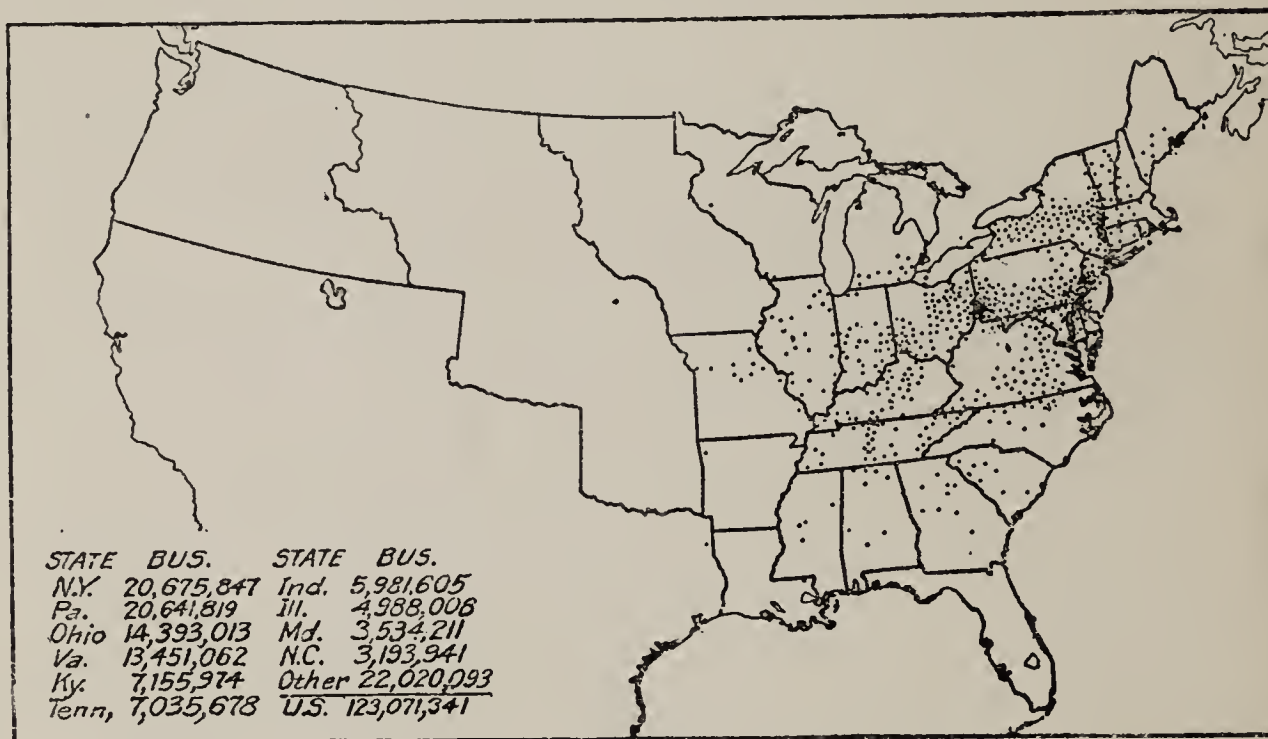 STATE BUS. STATE BUS.
N.Y. 20,675,847 Ind. 5,981,605
Pa. 20,641,819 Ill. 4,988,008
Ohio 14,393,013 Md. 3,534,211
Va. 13,451,062 N.C. 3,193,941
Ky. 7,155,974 Other 22,020,093
Tenn, 7,035,678 U.S. 123,071,341